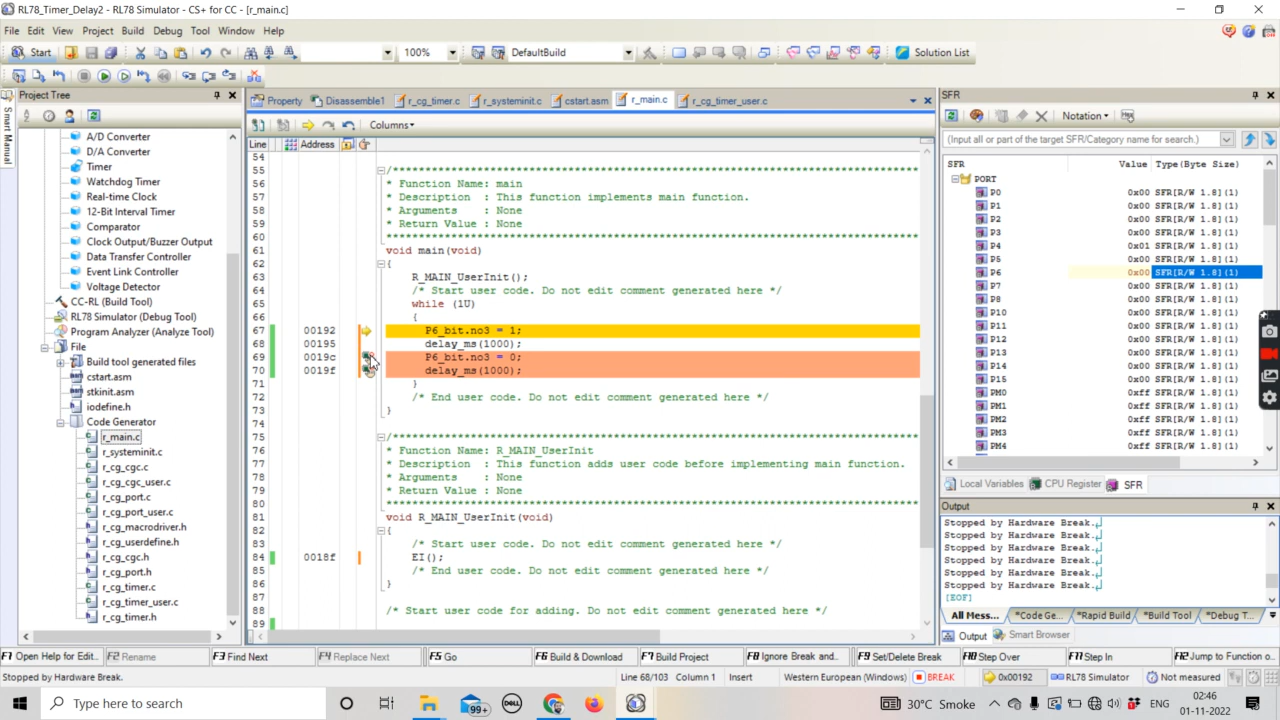 RL78_Timer_Delay2 - RL78 Simulator - CS+ for CC - [r_main.c]
File Edit View Project Build Debug Tool Window Help
Start 100% DefaultBuild Solution List
Project Tree
Smart Manual
A/D Converter
D/A Converter
Timer
Watchdog Timer
Real-time Clock
12-Bit Interval Timer
Comparator
Clock Output/Buzzer Output
Data Transfer Controller
Event Link Controller
Voltage Detector
CC-RL (Build Tool)
RL78 Simulator (Debug Tool)
Program Analyzer (Analyze Tool)
File
Build tool generated files
cstart.asm
stkinit.asm
iodefine.h
Code Generator
r_main.c
r_systeminit.c
r_cg_cgc.c
r_cg_cgc_user.c
r_cg_port.c
r_cg_port_user.c
r_cg_macrodriver.h
r_cg_userdefine.h
r_cg_cgc.h
r_cg_port.h
r_cg_timer.c
r_cg_timer_user.c
r_cg_timer.h
Property Disassemble1 r_cg_timer.c r_systeminit.c cstart.asm r_main.c r_cg_timer_user.c
Columns
Line Address
54
55 /***********************************************************************
56 * Function Name: main
57 * Description : This function implements main function.
58 * Arguments : None
59 * Return Value : None
60 ***********************************************************************
61 void main(void)
62 {
63 R_MAIN_UserInit();
64 /* Start user code. Do not edit comment generated here */
65 while (1U)
66 {
67 00192 P6_bit.no3 = 1;
68 00195 delay_ms(1000);
69 0019c P6_bit.no3 = 0;
70 0019f delay_ms(1000);
71 }
72 /* End user code. Do not edit comment generated here */
73 }
74
75 /***********************************************************************
76 * Function Name: R_MAIN_UserInit
77 * Description : This function adds user code before implementing main function.
78 * Arguments : None
79 * Return Value : None
80 ***********************************************************************
81 void R_MAIN_UserInit(void)
82 {
83 /* Start user code. Do not edit comment generated here */
84 0018f EI();
85 /* End user code. Do not edit comment generated here */
86 }
87
88 /* Start user code for adding. Do not edit comment generated here */
89
SFR
Notation
(Input all or part of the target SFR/Category name for search.)
SFR Value Type(Byte Size)
PORT
P0 0x00 SFR[R/W 1.8](1)
P1 0x00 SFR[R/W 1.8](1)
P2 0x00 SFR[R/W 1.8](1)
P3 0x00 SFR[R/W 1.8](1)
P4 0x01 SFR[R/W 1.8](1)
P5 0x00 SFR[R/W 1.8](1)
P6 0x00 SFR[R/W 1.8](1)
P7 0x00 SFR[R/W 1.8](1)
P8 0x00 SFR[R/W 1.8](1)
P10 0x00 SFR[R/W 1.8](1)
P11 0x00 SFR[R/W 1.8](1)
P12 0x00 SFR[R/W 1.8](1)
P13 0x00 SFR[R/W 1.8](1)
P14 0x00 SFR[R/W 1.8](1)
P15 0x00 SFR[R/W 1.8](1)
PM0 0xff SFR[R/W 1.8](1)
PM1 0xff SFR[R/W 1.8](1)
PM2 0xff SFR[R/W 1.8](1)
PM3 0xff SFR[R/W 1.8](1)
PM4 0xff SFR[R/W 1.8](1)
Local Variables CPU Register SFR
Output
Stopped by Hardware Break.
Stopped by Hardware Break.
Stopped by Hardware Break.
Stopped by Hardware Break.
Stopped by Hardware Break.
Stopped by Hardware Break.
[EOF]
All Mess... *Code Ge... *Rapid Build *Build Tool *Debug T...
Output Smart Browser
F1 Open Help for Edit... F2 Rename F3 Find Next F4 Replace Next F5 Go F6 Build & Download F7 Build Project F8 Ignore Break and... F9 Set/Delete Break F10 Step Over F11 Step In F12 Jump to Function o...
Stopped by Hardware Break. Line 68/103 Column 1 Insert Western European (Windows) BREAK 0x00192 RL78 Simulator Not measured
Type here to search 99+ DELL 30°C Smoke ENG 02:46
01-11-2022